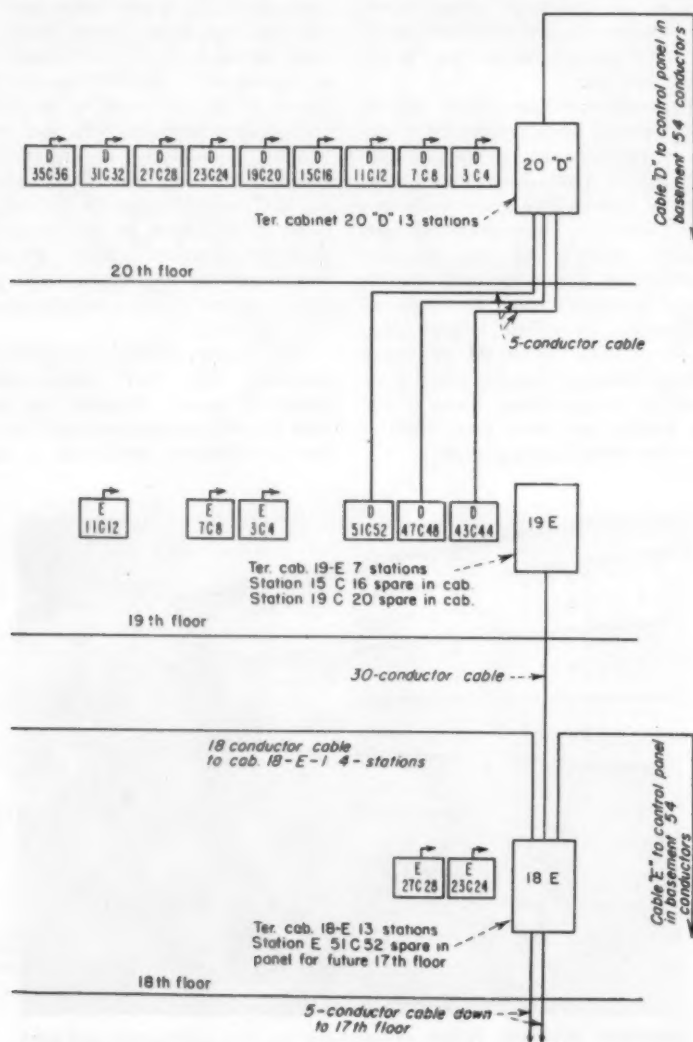 Cable "D" to control panel in
basement 54 conductors
D
35C36
D
31C32
D
27C28
D
23C24
D
19C20
D
15C16
D
11C12
D
7C8
D
3C4
20 "D"
Ter. cabinet 20 "D" 13 stations
20th floor
5-conductor cable
E
11C12
E
7C8
E
3C4
D
51C52
D
47C48
D
43C44
19 E
Ter. cab. 19-E 7 stations
Station 15 C 16 spare in cab.
Station 19 C 20 spare in cab.
19th floor
30-conductor cable
18 conductor cable
to cab. 18-E-1 4-stations
Cable "E" to control panel
in basement 54
conductors
E
27C28
E
23C24
18 E
Ter. cab. 18-E 13 stations
Station E 51C52 spare in
panel for future 17th floor
18th floor
5-conductor cable down
to 17th floor